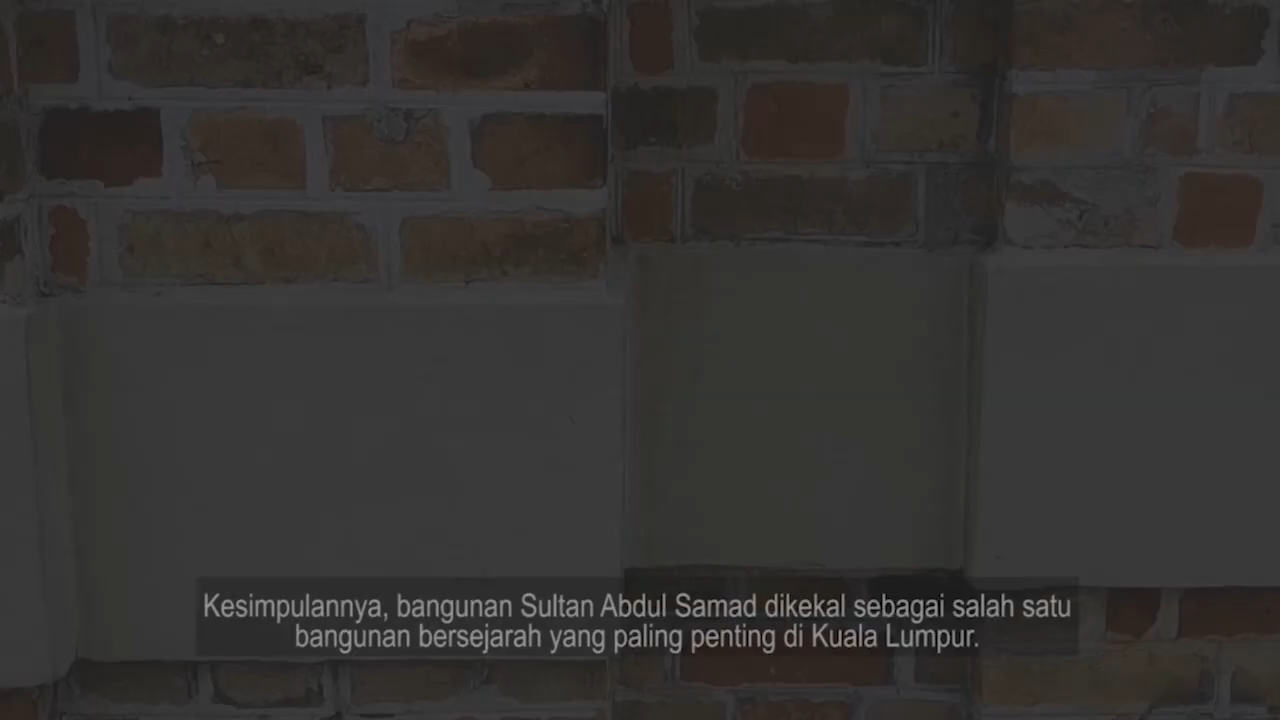 Kesimpulannya, bangunan Sultan Abdul Samad dikekal sebagai salah satu
bangunan bersejarah yang paling penting di Kuala Lumpur.